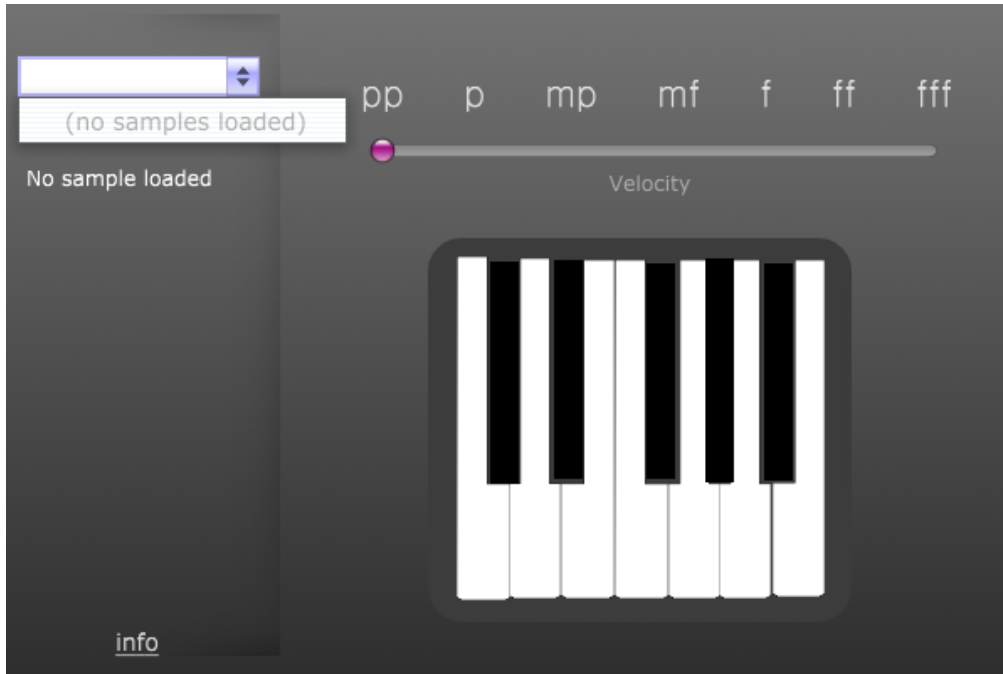 (no samples loaded)
No sample loaded
pp p mp mf f ff fff
Velocity
info